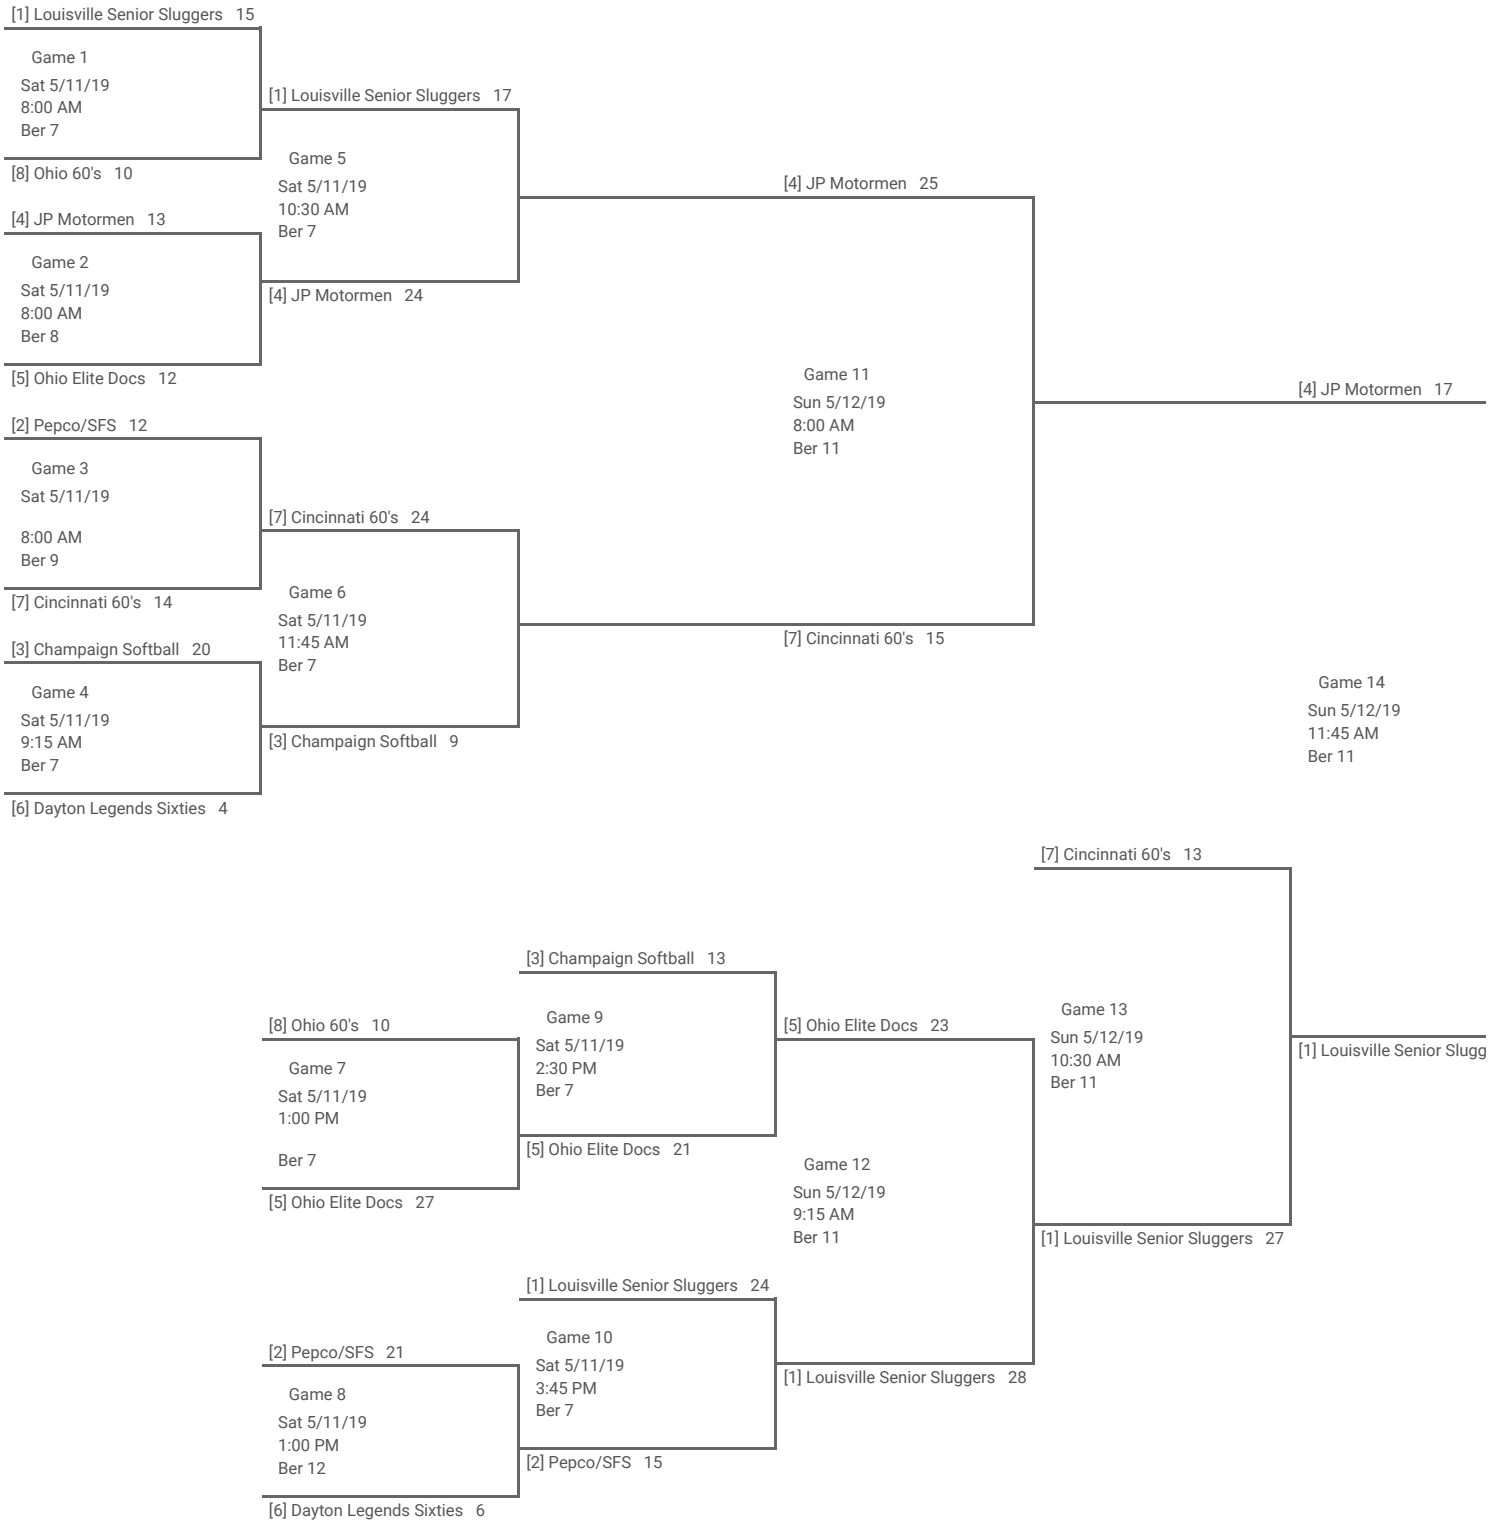 [1] Louisville Senior Sluggers 15
Game 1
Sat 5/11/19
8:00 AM
Ber 7
[8] Ohio 60's 10
[4] JP Motormen 13
Game 2
Sat 5/11/19
8:00 AM
Ber 8
[5] Ohio Elite Docs 12
[2] Pepco/SFS 12
Game 3
Sat 5/11/19
8:00 AM
Ber 9
[7] Cincinnati 60's 14
[3] Champaign Softball 20
Game 4
Sat 5/11/19
9:15 AM
Ber 7
[6] Dayton Legends Sixties 4
[1] Louisville Senior Sluggers 17
Game 5
Sat 5/11/19
10:30 AM
Ber 7
[4] JP Motormen 24
[7] Cincinnati 60's 24
Game 6
Sat 5/11/19
11:45 AM
Ber 7
[3] Champaign Softball 9
[4] JP Motormen 25
Game 11
Sun 5/12/19
8:00 AM
Ber 11
[7] Cincinnati 60's 15
[4] JP Motormen 17
Game 14
Sun 5/12/19
11:45 AM
Ber 11
[1] Louisville Senior Slugg
[8] Ohio 60's 10
Game 7
Sat 5/11/19
1:00 PM
Ber 7
[5] Ohio Elite Docs 27
[2] Pepco/SFS 21
Game 8
Sat 5/11/19
1:00 PM
Ber 12
[6] Dayton Legends Sixties 6
[3] Champaign Softball 13
Game 9
Sat 5/11/19
2:30 PM
Ber 7
[5] Ohio Elite Docs 21
[1] Louisville Senior Sluggers 24
Game 10
Sat 5/11/19
3:45 PM
Ber 7
[2] Pepco/SFS 15
[5] Ohio Elite Docs 23
Game 12
Sun 5/12/19
9:15 AM
Ber 11
[1] Louisville Senior Sluggers 28
[7] Cincinnati 60's 13
Game 13
Sun 5/12/19
10:30 AM
Ber 11
[1] Louisville Senior Sluggers 27